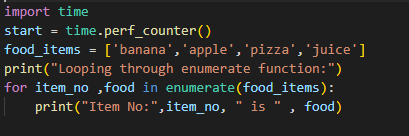 import time
start = time.perf_counter()
food_items = ['banana','apple','pizza','juice']
print("Looping through enumerate function:")
for item_no ,food in enumerate(food_items):
    print("Item No:",item_no, " is " , food)